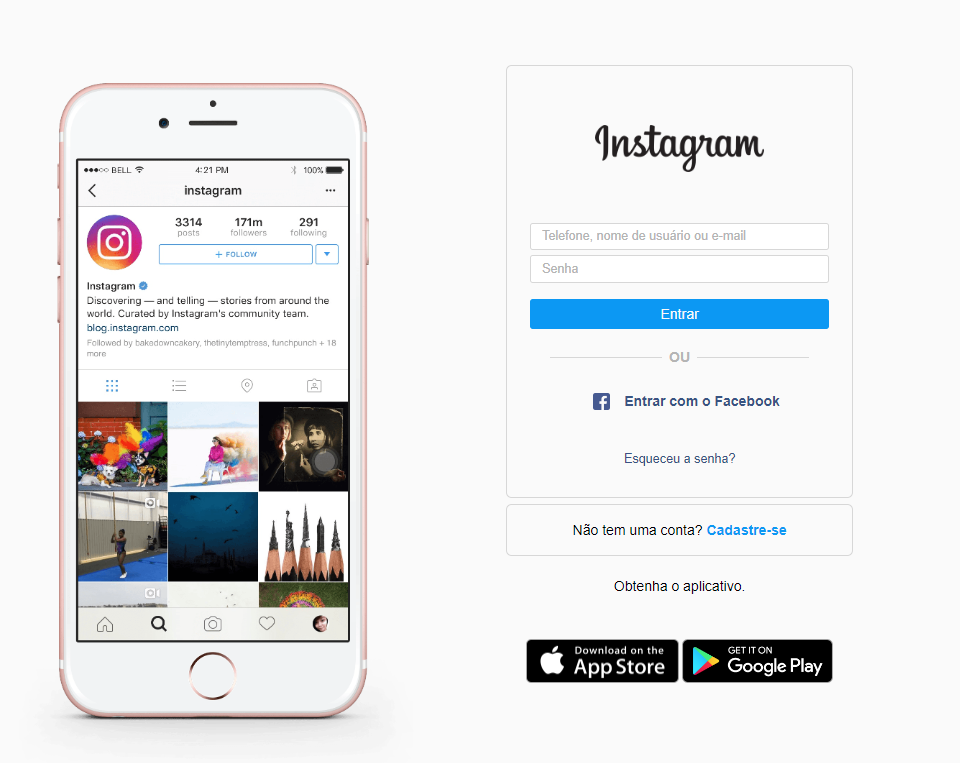 BELL 4:21 PM 100%
instagram
3314 171m 291
posts followers following
+ FOLLOW
Instagram
Discovering — and telling — stories from around the
world. Curated by Instagram's community team.
blog.instagram.com
Followed by bakedowncakery, thetinytemptress, funchpunch + 18
more
Instagram
Telefone, nome de usuário ou e-mail
Senha
Entrar
OU
Entrar com o Facebook
Esqueceu a senha?
Não tem uma conta? Cadastre-se
Obtenha o aplicativo.
Download on the
App Store
GET IT ON
Google Play